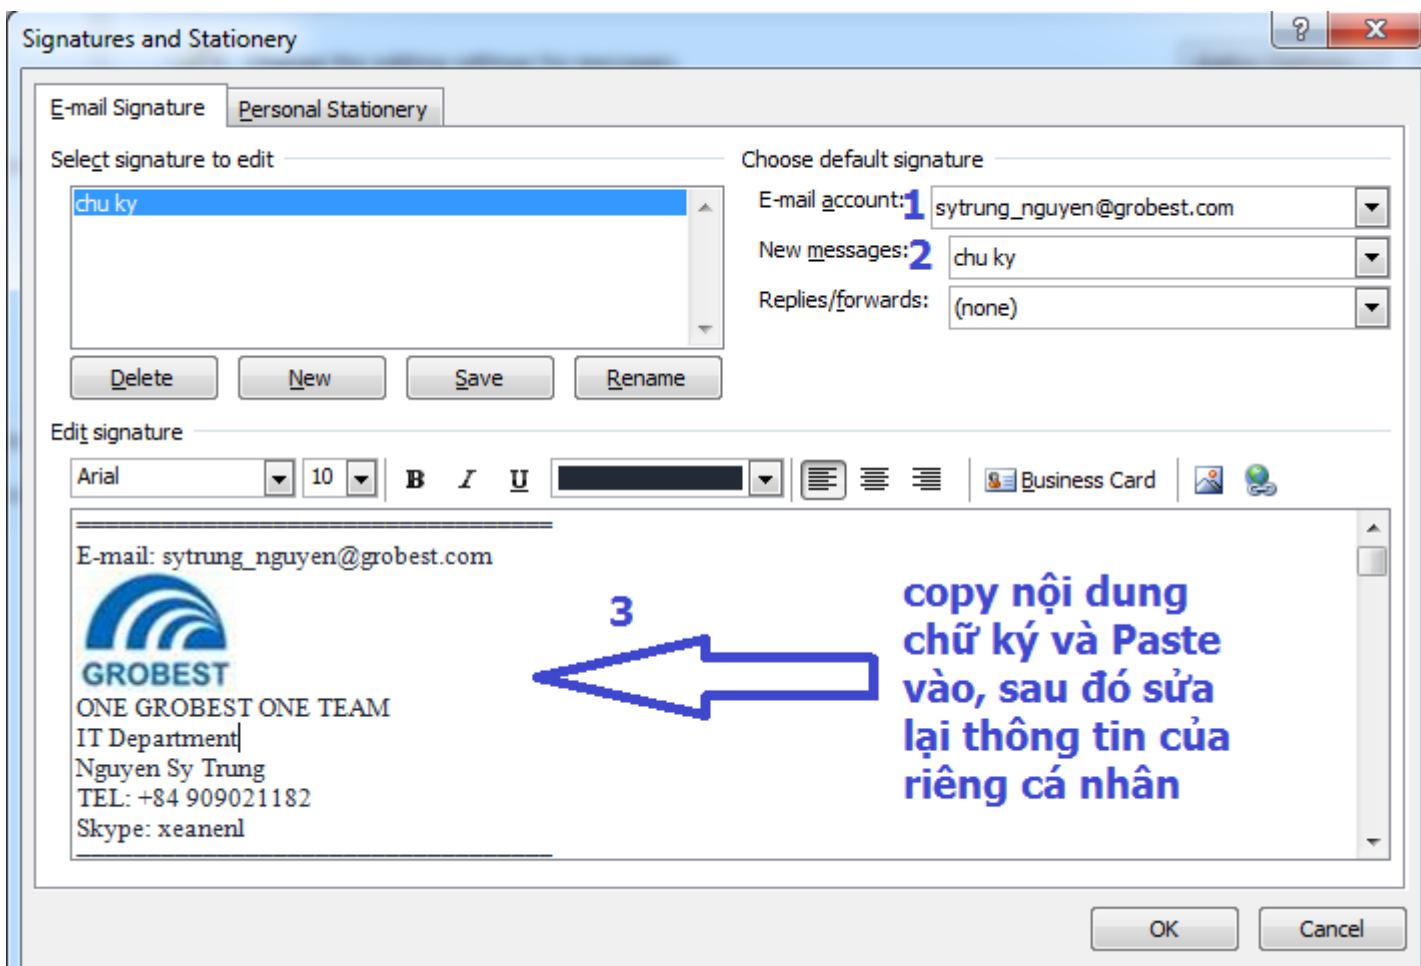 Signatures and Stationery
E-mail Signature
Personal Stationery
Select signature to edit
chu ky
Delete
New
Save
Rename
Choose default signature
E-mail account:
1
sytrung_nguyen@grobest.com
New messages:
2
chu ky
Replies/forwards:
(none)
Edit signature
Arial
10
B
I
U
Business Card
E-mail: sytrung_nguyen@grobest.com
GROBEST
ONE GROBEST ONE TEAM
IT Department
Nguyen Sy Trung
TEL: +84 909021182
Skype: xeanenl
3
copy nội dung
chữ ký và Paste
vào, sau đó sửa
lại thông tin của
riêng cá nhân
OK
Cancel